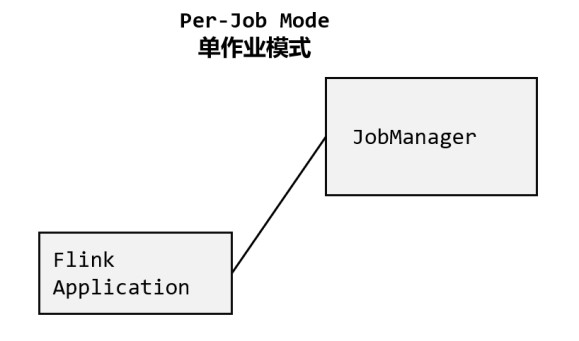 Per-Job Mode
单作业模式
JobManager
Flink
Application